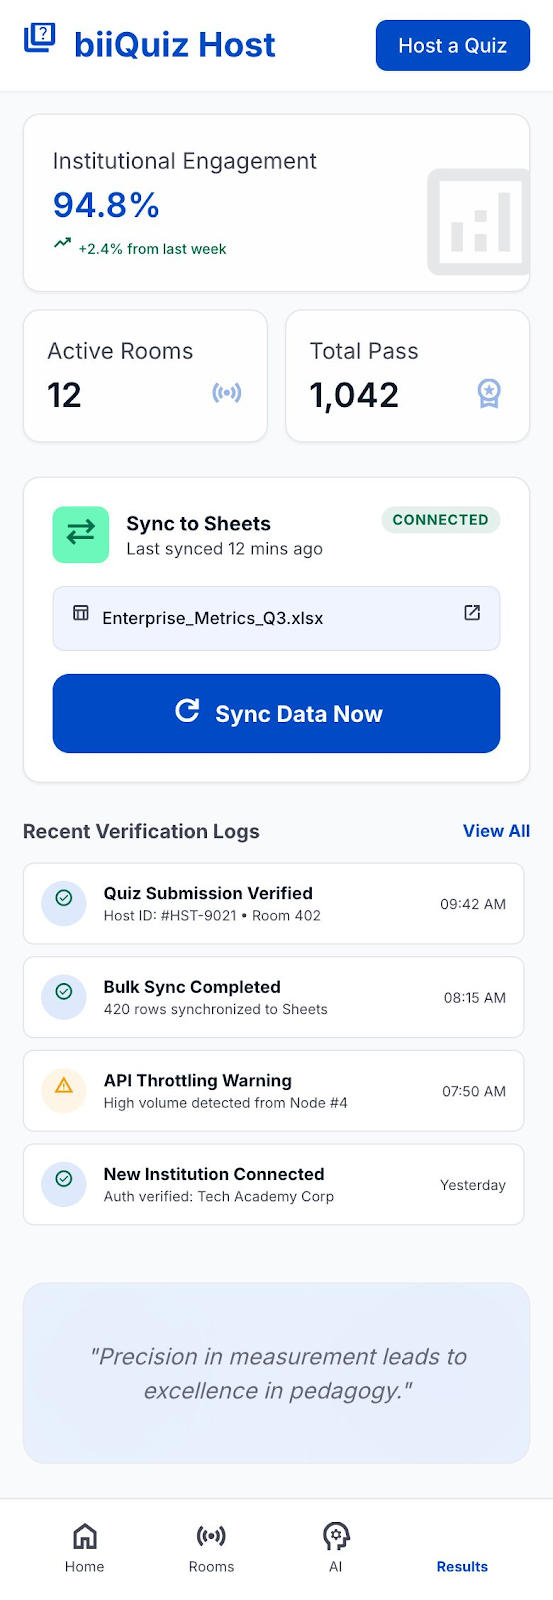 biiQuiz Host
Host a Quiz
Institutional Engagement
94.8%
+2.4% from last week
Active Rooms
12
Total Pass
1,042
Sync to Sheets
Last synced 12 mins ago
CONNECTED
Enterprise_Metrics_Q3.xlsx
Sync Data Now
Recent Verification Logs
View All
Quiz Submission Verified
Host ID: #HST-9021 • Room 402
09:42 AM
Bulk Sync Completed
420 rows synchronized to Sheets
08:15 AM
API Throttling Warning
High volume detected from Node #4
07:50 AM
New Institution Connected
Auth verified: Tech Academy Corp
Yesterday
"Precision in measurement leads to
excellence in pedagogy."
Home
Rooms
AI
Results